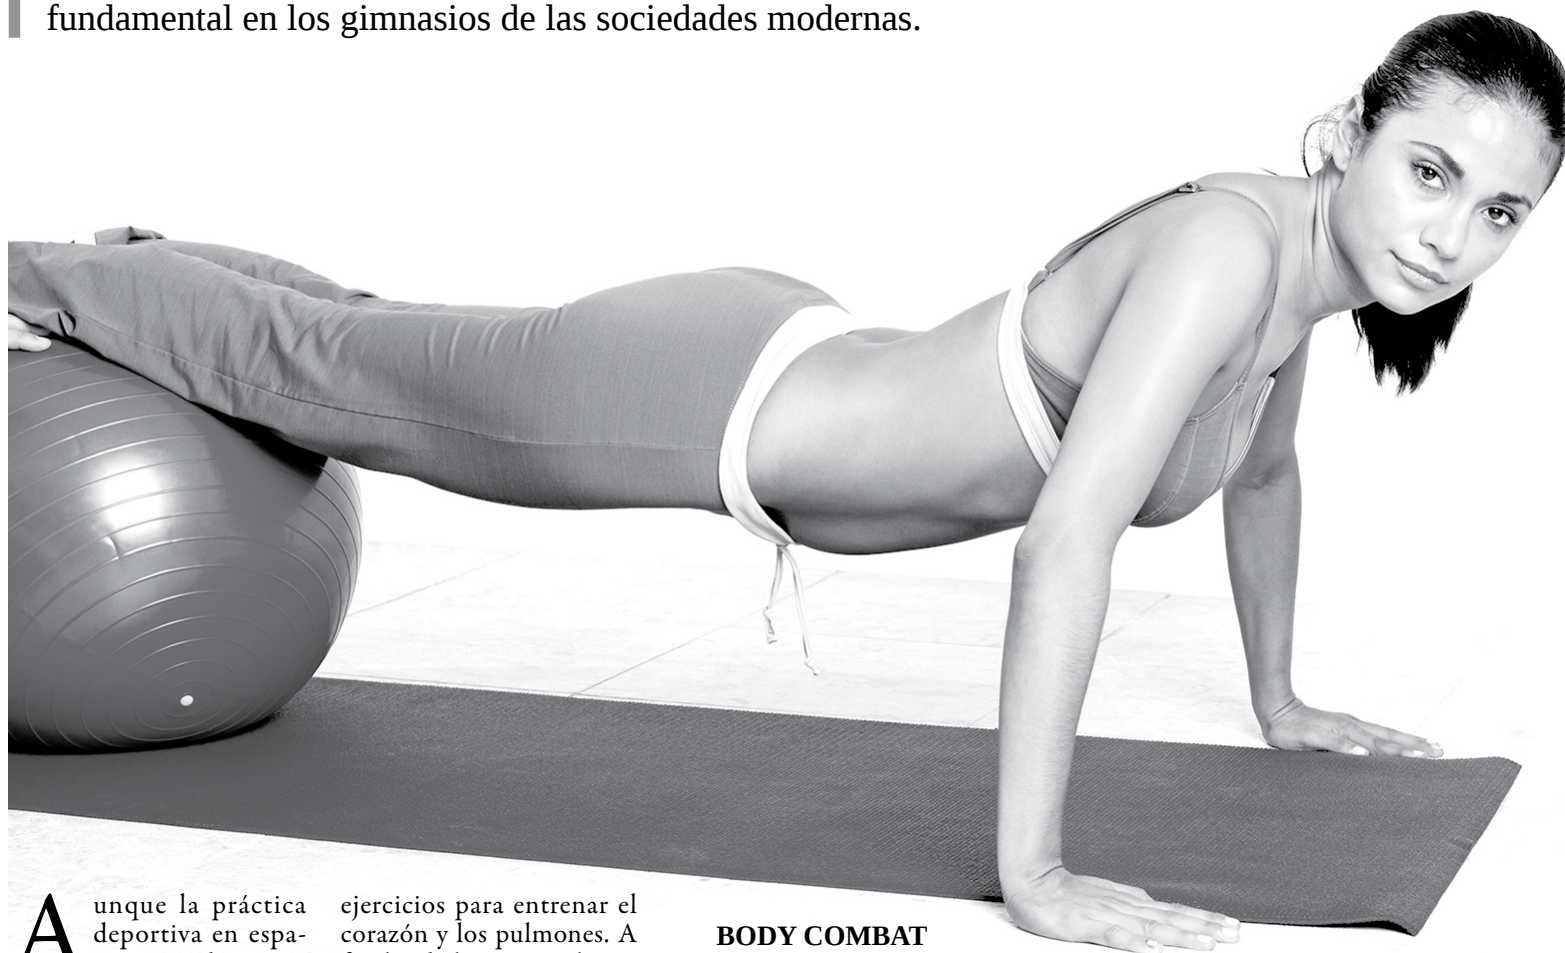 fundamental en los gimnasios de las sociedades modernas.
Aunque la práctica
deportiva en espa-
ejercicios para entrenar el
corazón y los pulmones. A
BODY COMBAT